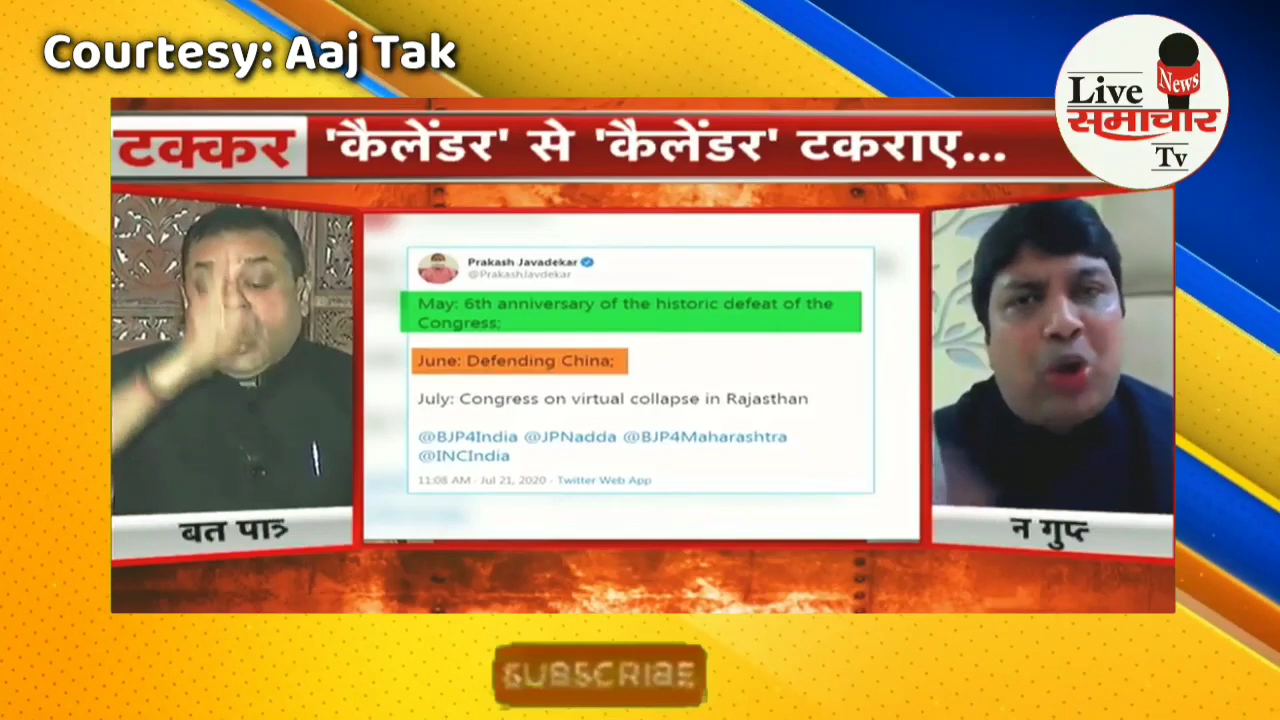 Courtesy: Aaj Tak
Live
News
समाचार
Tv
टक्कर
'कैलेंडर' से 'कैलेंडर' टकराए...
Prakash Javadekar
@PrakashJavdekar
May: 6th anniversary of the historic defeat of the
Congress;
June: Defending China;
July: Congress on virtual collapse in Rajasthan
@BJP4India @JPNadda @BJP4Maharashtra
@INCIndia
11:08 AM · Jul 21, 2020 · Twitter Web App
बत पात्र
न गुप्त
SUBSCRIBE